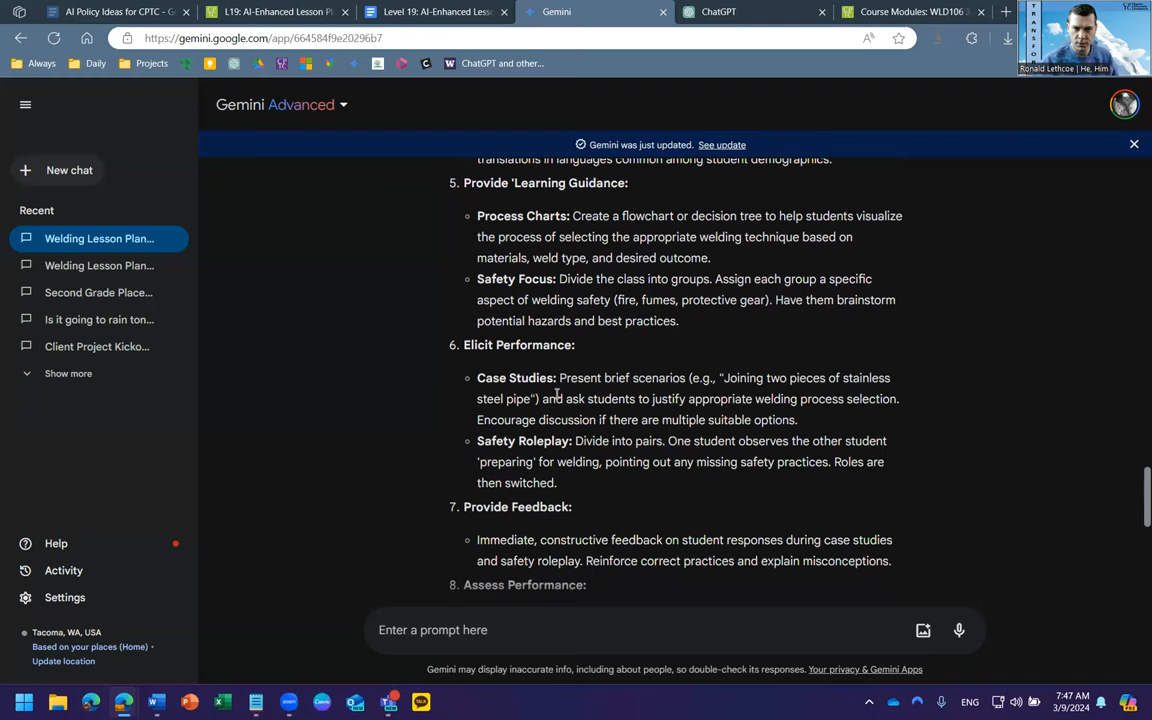 AI Policy Ideas for CPTC - Go
L19: AI-Enhanced Lesson Pl
Level 19: AI-Enhanced Lesso
Gemini
ChatGPT
Course Modules: WLD106 3
https://gemini.google.com/app/664584f9e20296b7
Always
Daily
Projects
ChatGPT and other...
TRANSFO
Ronald Lethcoe | He, Him
Gemini Advanced
Gemini was just updated. See update
New chat
Recent
Welding Lesson Plan...
Welding Lesson Plan...
Second Grade Place...
Is it going to rain ton...
Client Project Kicko...
Show more
Help
Activity
Settings
Tacoma, WA, USA
Based on your places (Home) •
Update location
translations in languages common among student demographics.
5. Provide 'Learning Guidance:
Process Charts: Create a flowchart or decision tree to help students visualize
the process of selecting the appropriate welding technique based on
materials, weld type, and desired outcome.
Safety Focus: Divide the class into groups. Assign each group a specific
aspect of welding safety (fire, fumes, protective gear). Have them brainstorm
potential hazards and best practices.
6. Elicit Performance:
Case Studies: Present brief scenarios (e.g., "Joining two pieces of stainless
steel pipe") and ask students to justify appropriate welding process selection.
Encourage discussion if there are multiple suitable options.
Safety Roleplay: Divide into pairs. One student observes the other student
'preparing' for welding, pointing out any missing safety practices. Roles are
then switched.
7. Provide Feedback:
Immediate, constructive feedback on student responses during case studies
and safety roleplay. Reinforce correct practices and explain misconceptions.
8. Assess Performance:
Enter a prompt here
Gemini may display inaccurate info, including about people, so double-check its responses. Your privacy & Gemini Apps
ENG
7:47 AM
3/9/2024